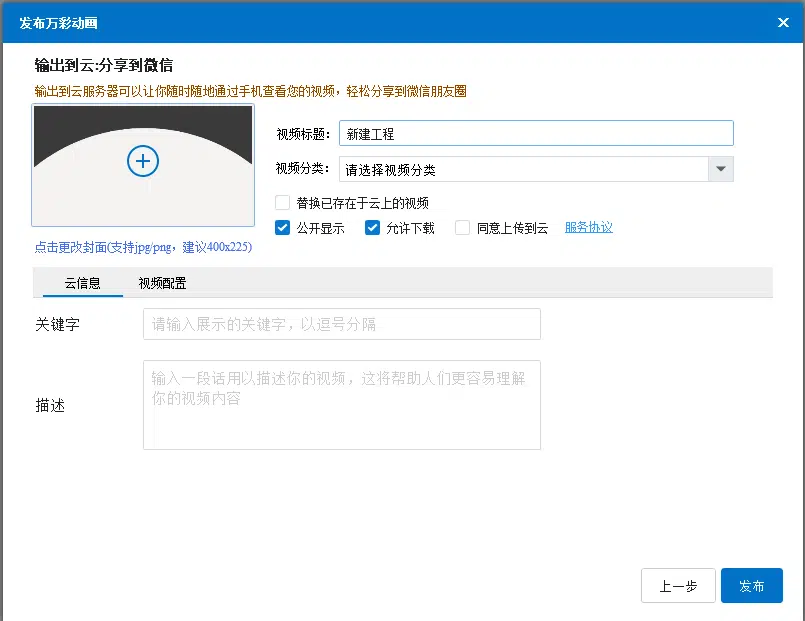 发布万彩动画
输出到云:分享到微信
输出到云服务器可以让你随时随地通过手机查看您的视频，轻松分享到微信朋友圈
视频标题： 新建工程
视频分类： 请选择视频分类
替换已存在于云上的视频
公开显示 允许下载 同意上传到云 服务协议
点击更改封面(支持jpg/png，建议400x225)
云信息 视频配置
关键字 请输入展示的关键字，以逗号分隔
输入一段话用以描述你的视频，这将帮助人们更容易理解
你的视频内容
描述
上一步 发布